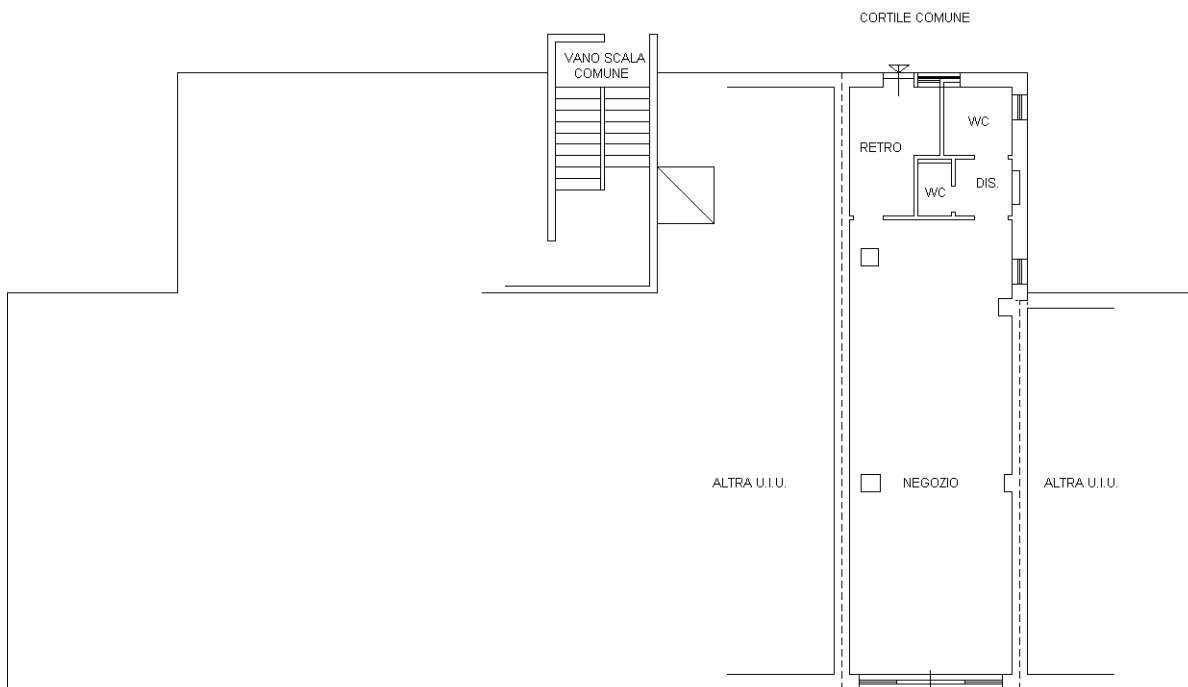 CORTILE COMUNE
VANO SCALA
COMUNE
WC
RETRO
DIS.
WC
ALTRA U.I.U.
NEGOZIO
ALTRA U.I.U.